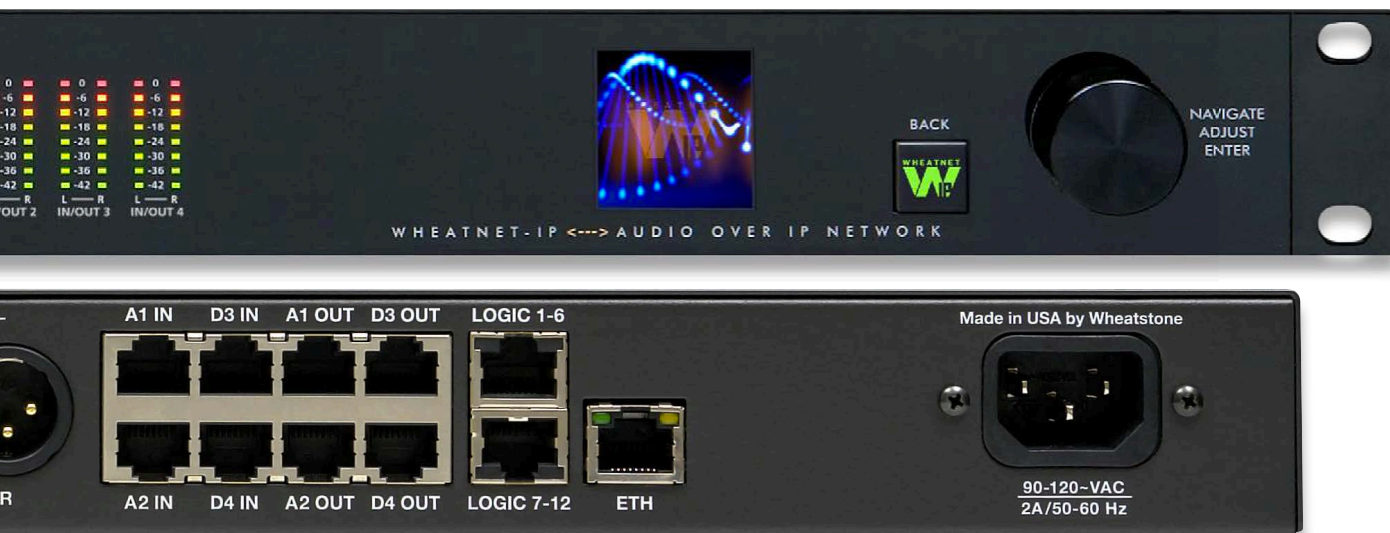 0 0 0
-6 -6 -6
-12 -12 -12
-18 -18 -18
-24 -24 -24
-30 -30 -30
-36 -36 -36
-42 -42 -42
R L R L R
OUT 2 IN/OUT 3 IN/OUT 4
BACK
WHEATNET
W
IP
NAVIGATE
ADJUST
ENTER
WHEATNET-IP <---> AUDIO OVER IP NETWORK
A1 IN D3 IN A1 OUT D3 OUT LOGIC 1-6
Made in USA by Wheatstone
R A2 IN D4 IN A2 OUT D4 OUT LOGIC 7-12 ETH
90-120~VAC
2A/50-60 Hz